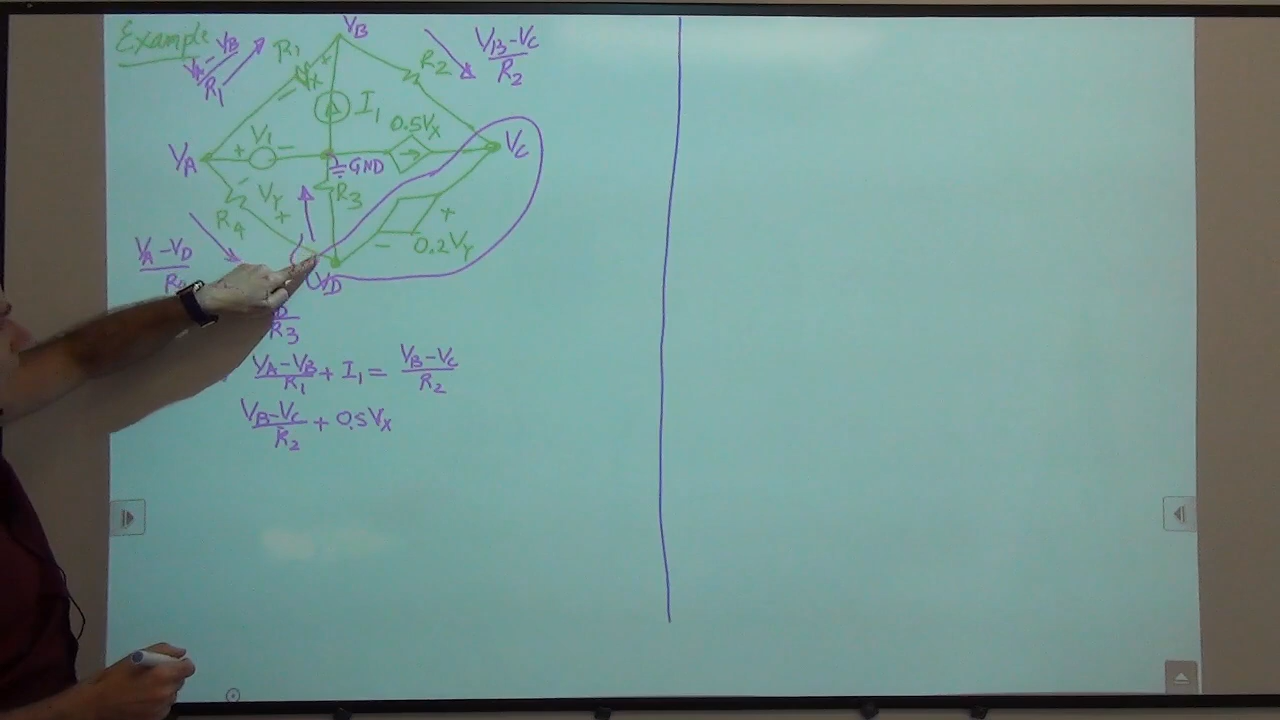 Example
VB
VA - VB
R1
R1
+
VX
-
R2
VB - VC
R2
I1
0.5VX
V1
+ -
VA
VC
GND
-
VY
+
R4
R3
+
0.2VY
-
VA - VD
VD
R3
VA - VB / R1 + I1 = VB - VC / R2
VB - VC / R2 + 0.5VX